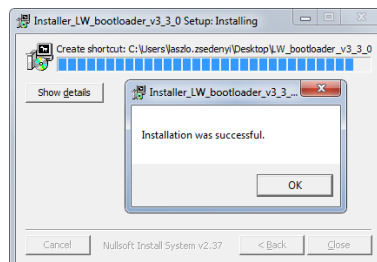 Installer_LW_bootloader_v3_3_0 Setup: Installing
Create shortcut: C:\Users\laszlo.zsedenyi\Desktop\LW_bootloader_v3_3_0
Show details
Installer_LW_bootloader_v3_3_...
Installation was successful.
OK
Cancel Nullsoft Install System v2.37 < Back Close